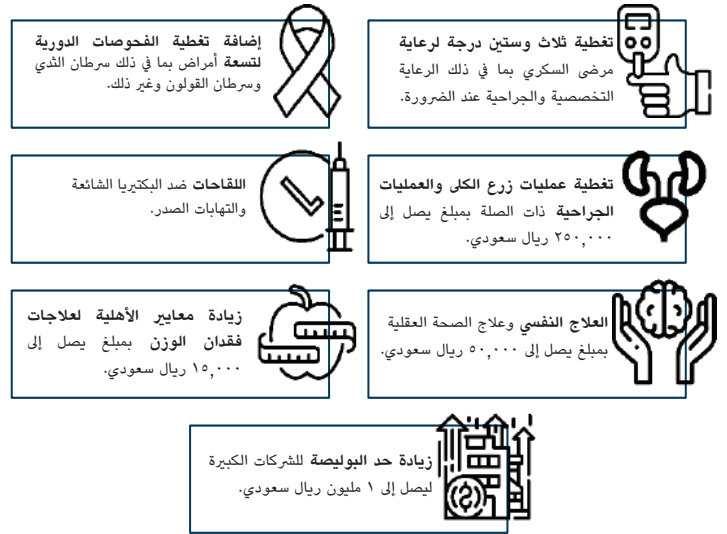 تغطية ثلاث وستين درجة لرعاية
مرضى السكري بما في ذلك الرعاية
التخصصية والجراحية عند الضرورة.
إضافة تغطية الفحوصات الدورية
لتسعة أمراض بما في ذلك سرطان الثدي
وسرطان القولون وغير ذلك.
تغطية عمليات زرع الكلى والعمليات
الجراحية ذات الصلة بمبلغ يصل إلى
٢٥٠,٠٠٠ ريال سعودي.
اللقاحات ضد البكتيريا الشائعة
والتهابات الصدر.
العلاج النفسي وعلاج الصحة العقلية
بمبلغ يصل إلى ٥٠,٠٠٠ ريال سعودي.
زيادة معايير الأهلية لعلاجات
فقدان الوزن بمبلغ يصل إلى
١٥,٠٠٠ ريال سعودي.
زيادة حد البوليصة للشركات الكبيرة
ليصل إلى ١ مليون ريال سعودي.